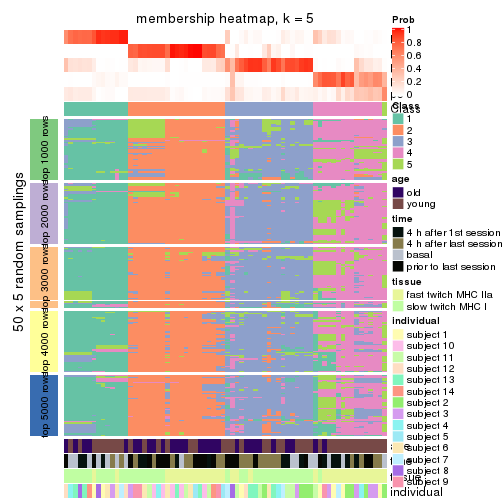 membership heatmap, k = 5
50 x 5 random samplings
top 1000 rows
top 2000 rows
top 3000 rows
top 4000 rows
top 5000 rows
Prob
1
0.8
0.6
0.4
0.2
0
Class
Class
1
2
3
4
5
age
old
young
time
4 h after 1st session
4 h after last session
basal
prior to last session
tissue
fast twitch MHC IIa
slow twitch MHC I
individual
subject 1
subject 10
subject 11
subject 12
subject 13
subject 14
subject 2
subject 3
subject 4
subject 5
subject 6
subject 7
subject 8
subject 9
tissue
individual